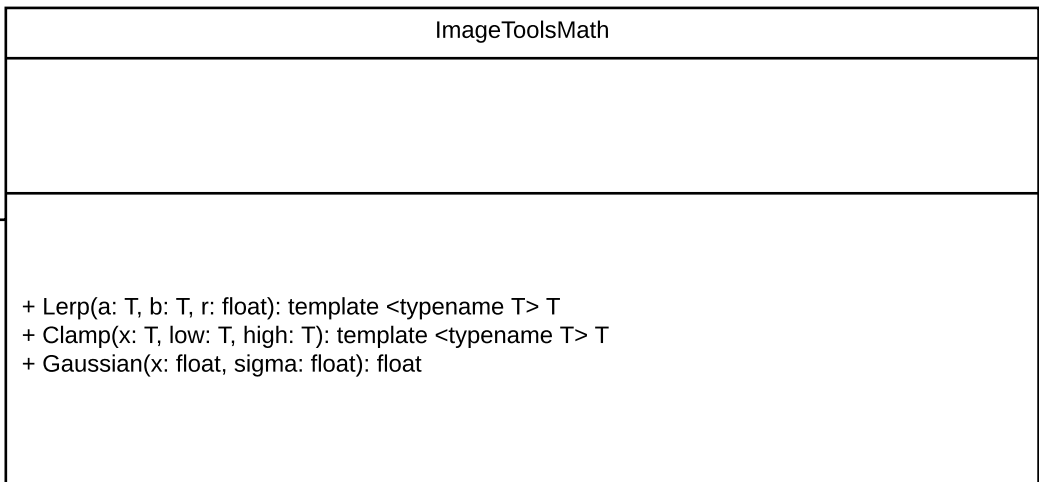 ImageToolsMath
+ Lerp(a: T, b: T, r: float): template <typename T> T
+ Clamp(x: T, low: T, high: T): template <typename T> T
+ Gaussian(x: float, sigma: float): float